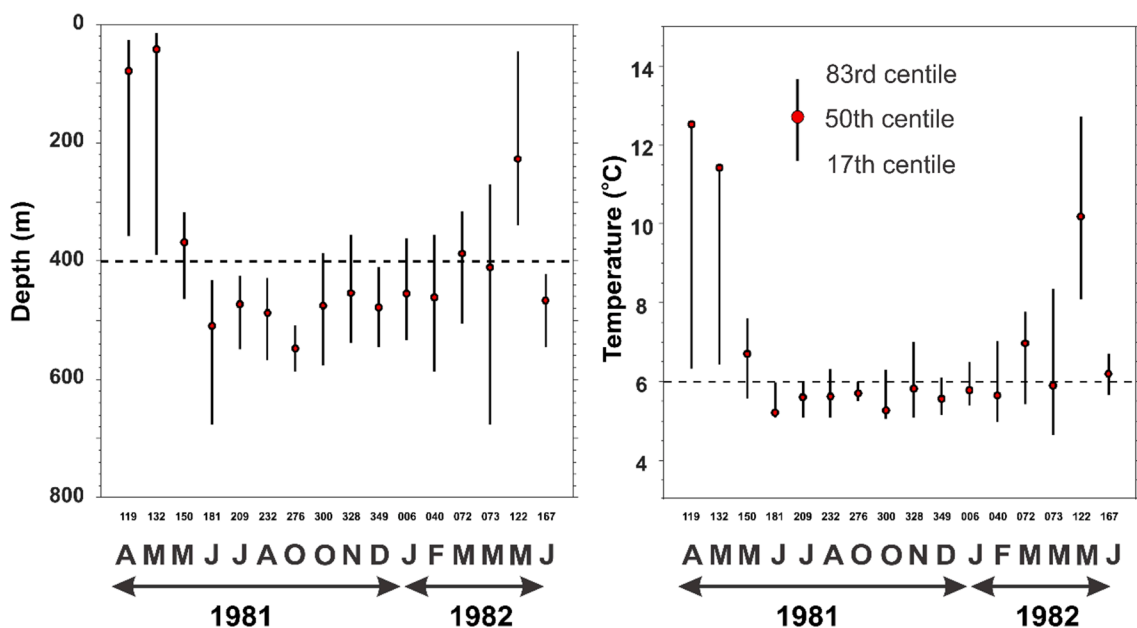 0
200
400
600
800
Depth (m)
119 132 150 181 209 232 276 300 328 349 006 040 072 073 122 167
A M M J J A O O N D J F M M M J
1981 1982
14
12
10
8
6
4
Temperature (°C)
83rd centile
50th centile
17th centile
119 132 150 181 209 232 276 300 328 349 006 040 072 073 122 167
A M M J J A O O N D J F M M M J
1981 1982